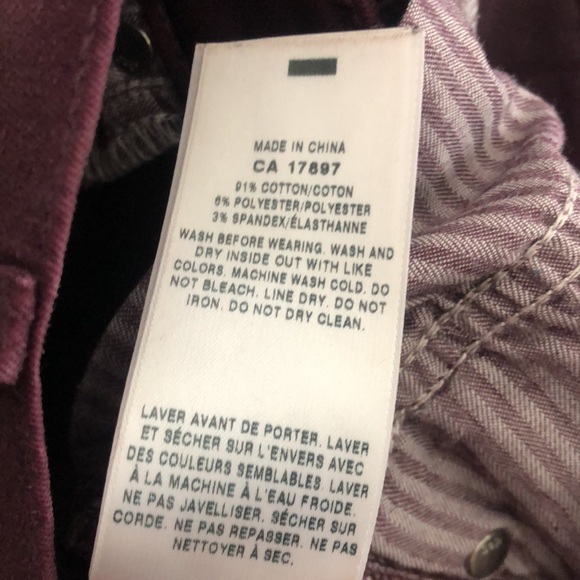 MADE IN CHINA
CA 17897
91% COTTON/COTON
6% POLYESTER/POLYESTER
3% SPANDEX/ÉLASTHANNE
WASH BEFORE WEARING. WASH AND
DRY INSIDE OUT WITH LIKE
COLORS. MACHINE WASH COLD. DO
NOT BLEACH. LINE DRY. DO NOT
IRON. DO NOT DRY CLEAN.
LAVER AVANT DE PORTER. LAVER
ET SÉCHER SUR L'ENVERS AVEC
DES COULEURS SEMBLABLES. LAVER
À LA MACHINE À L'EAU FROIDE.
NE PAS JAVELLISER. SÉCHER SUR
CORDE. NE PAS REPASSER. NE PAS
NETTOYER À SEC.